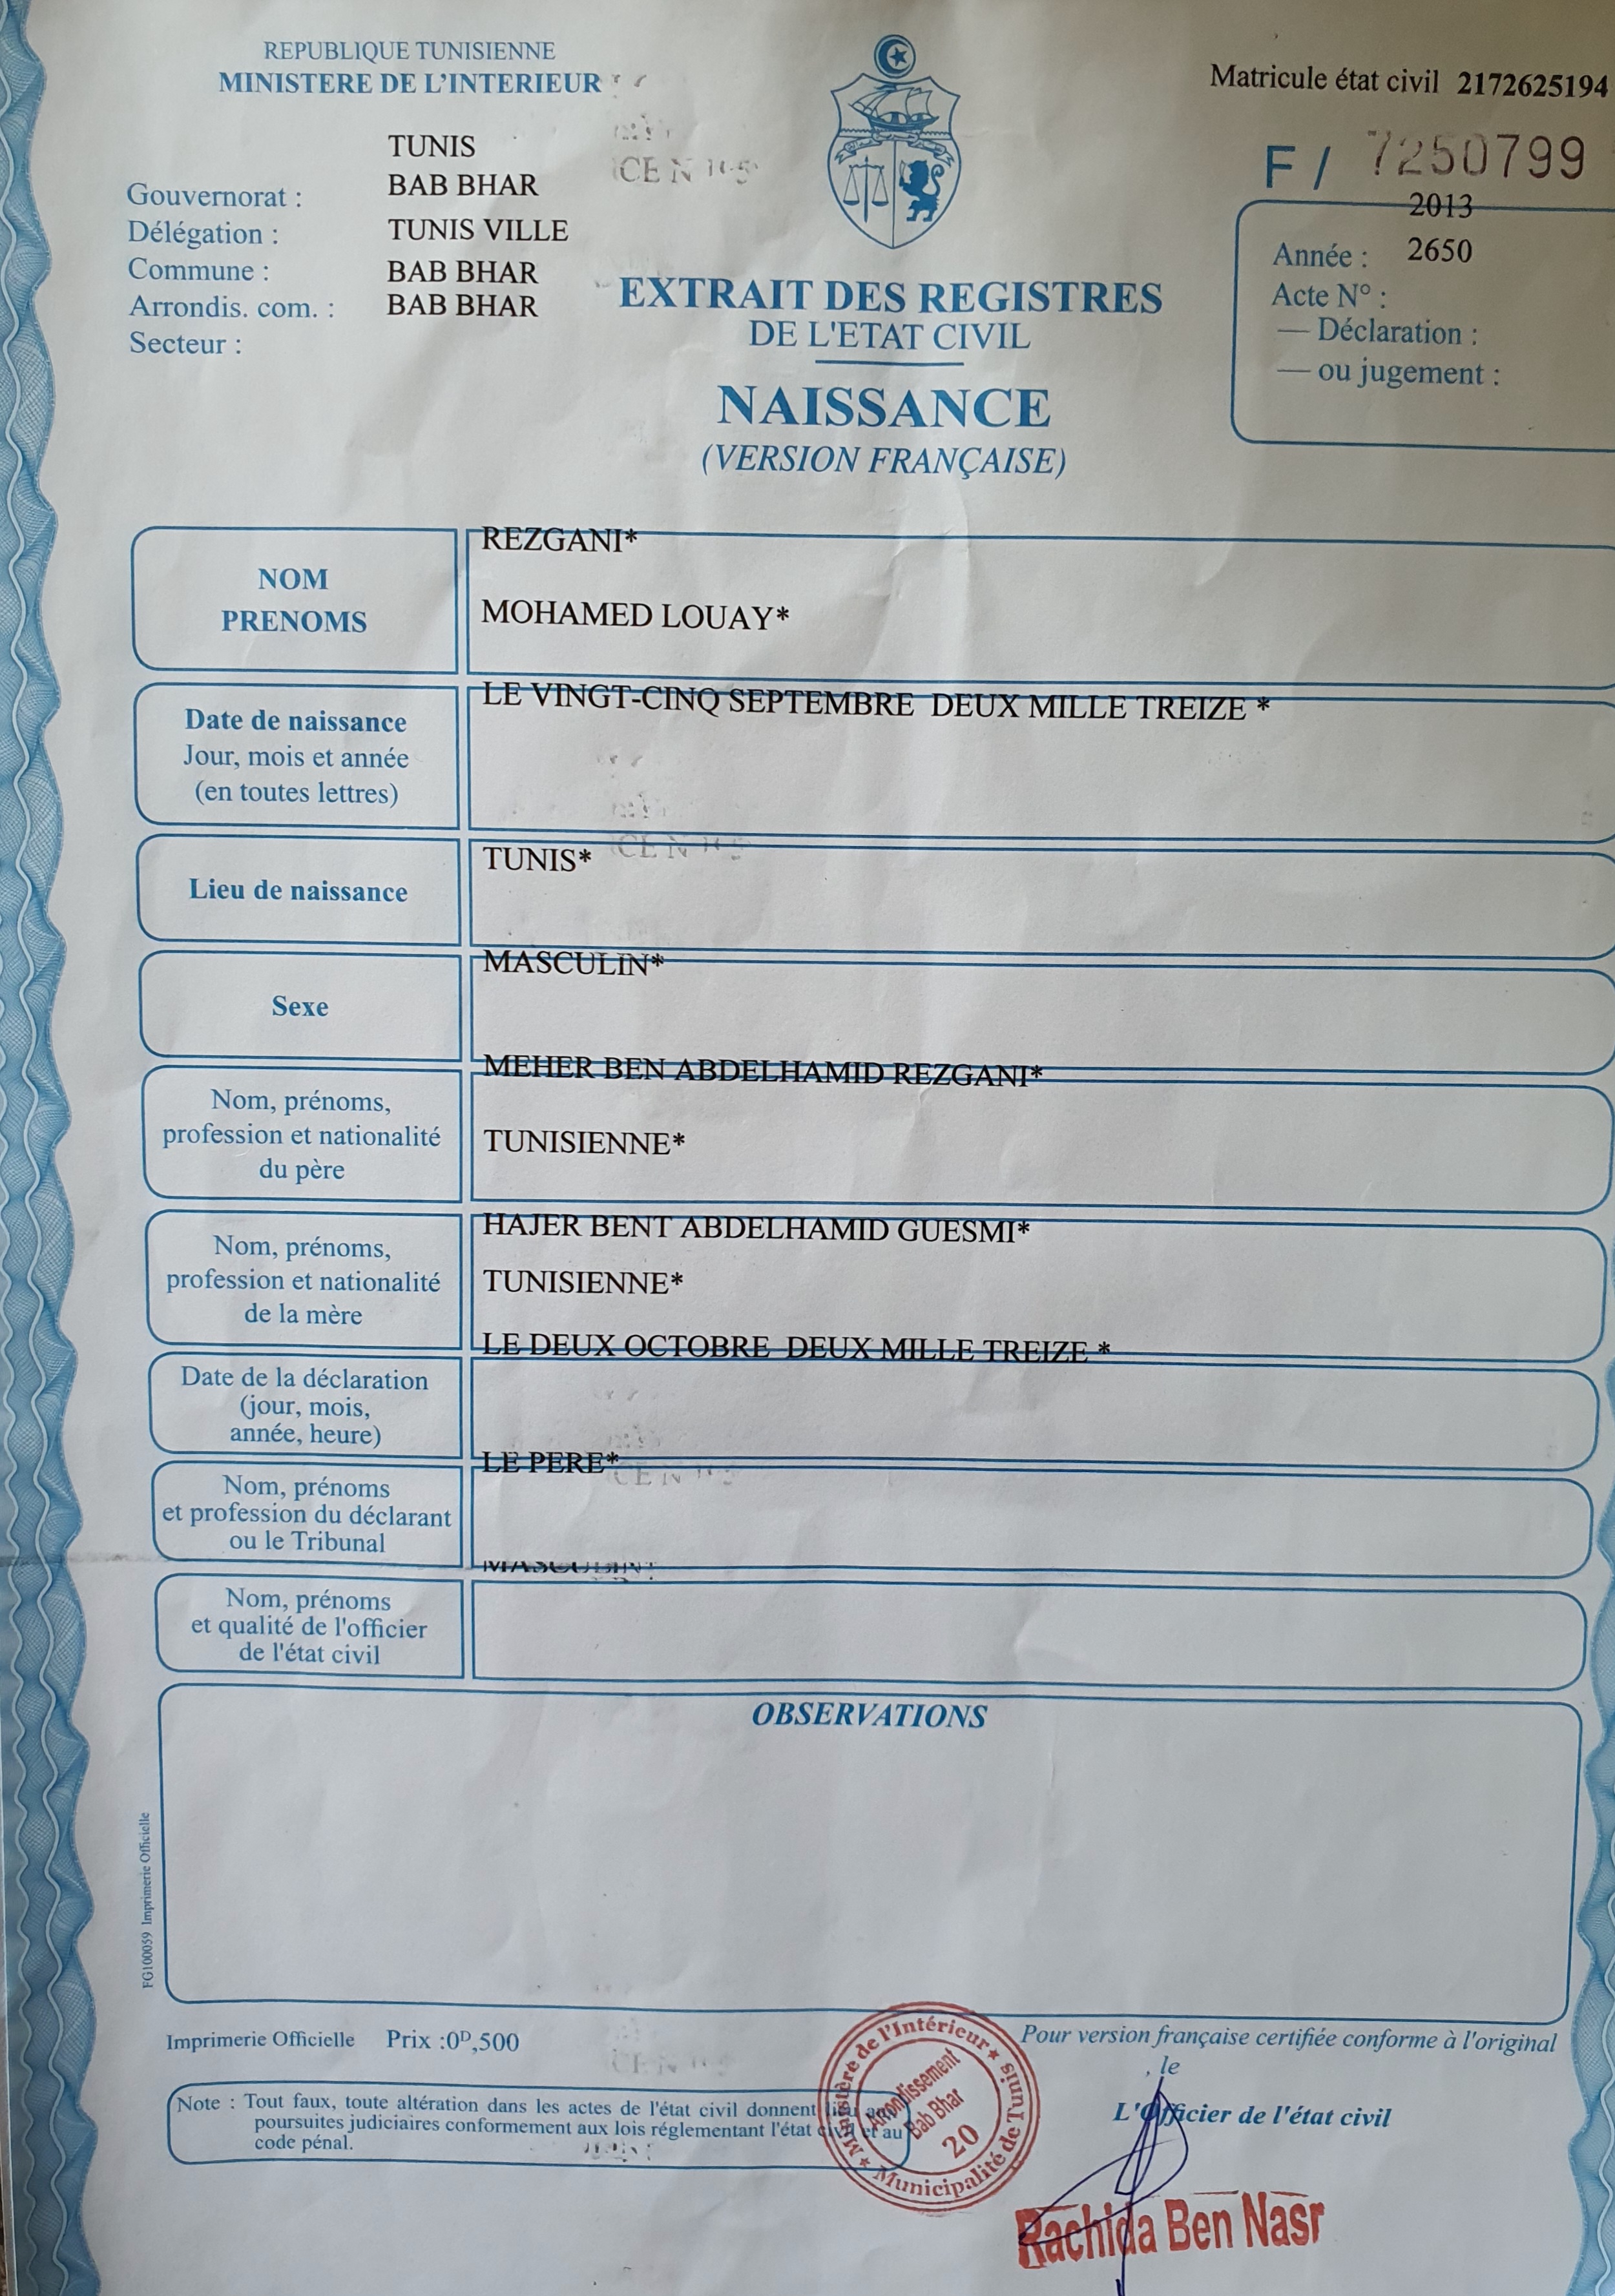 REPUBLIQUE TUNISIENNE
MINISTERE DE L'INTERIEUR
Matricule état civil 2172625194
F / 7250799
TUNIS
Gouvernorat : BAB BHAR
Délégation : TUNIS VILLE
Commune : BAB BHAR
Arrondis. com. : BAB BHAR
Secteur :
2013
Année : 2650
Acte N° :
— Déclaration :
— ou jugement :
EXTRAIT DES REGISTRES
DE L'ETAT CIVIL
NAISSANCE
(VERSION FRANÇAISE)
NOM
PRENOMS
REZGANI*
MOHAMED LOUAY*
Date de naissance
Jour, mois et année
(en toutes lettres)
LE VINGT-CINQ SEPTEMBRE DEUX MILLE TREIZE *
Lieu de naissance
TUNIS*
Sexe
MASCULIN*
Nom, prénoms,
profession et nationalité
du père
MEHER BEN ABDELHAMID REZGANI*
TUNISIENNE*
Nom, prénoms,
profession et nationalité
de la mère
HAJER BENT ABDELHAMID GUESMI*
TUNISIENNE*
Date de la déclaration
(jour, mois,
année, heure)
LE DEUX OCTOBRE DEUX MILLE TREIZE *
Nom, prénoms
et profession du déclarant
ou le Tribunal
LE PERE*
Nom, prénoms
et qualité de l'officier
de l'état civil
OBSERVATIONS
FG100059 Imprimerie Officielle
Imprimerie Officielle Prix :0ᴰ,500
Note : Tout faux, toute altération dans les actes de l'état civil donnent lieu aux
poursuites judiciaires conformement aux lois réglementant l'état civil et au
code pénal.
Ministère de l'Intérieur
Municipalité de Tunis
Arrondissement
Bab Bhar
20
Pour version française certifiée conforme à l'original
, le
L'Officier de l'état civil
Rachida Ben Nasr